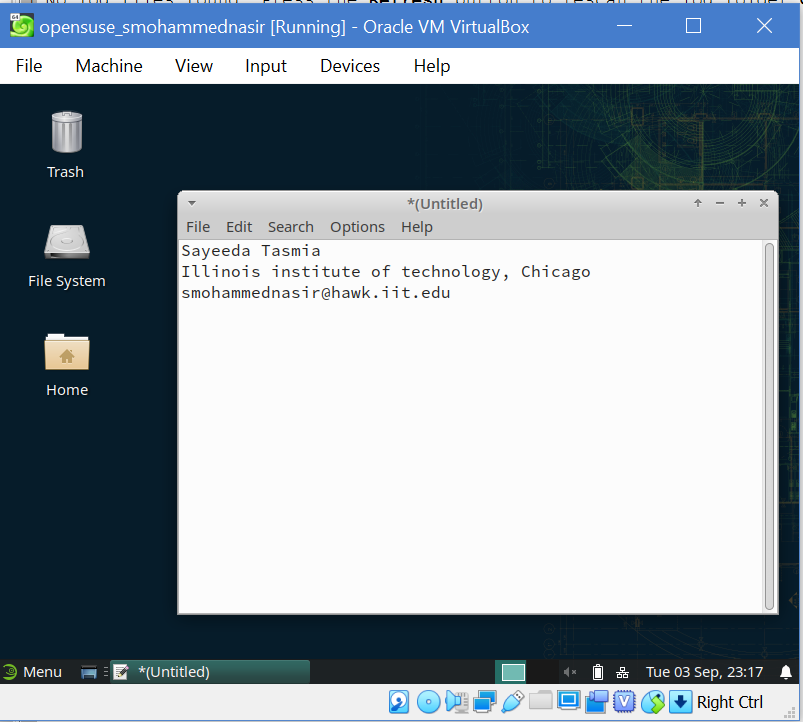 opensuse_smohammednasir [Running] - Oracle VM VirtualBox
File Machine View Input Devices Help
Trash
File System
Home
*(Untitled)
File Edit Search Options Help
Sayeeda Tasmia
Illinois institute of technology, Chicago
smohammednasir@hawk.iit.edu
Menu *(Untitled) Tue 03 Sep, 23:17
Right Ctrl